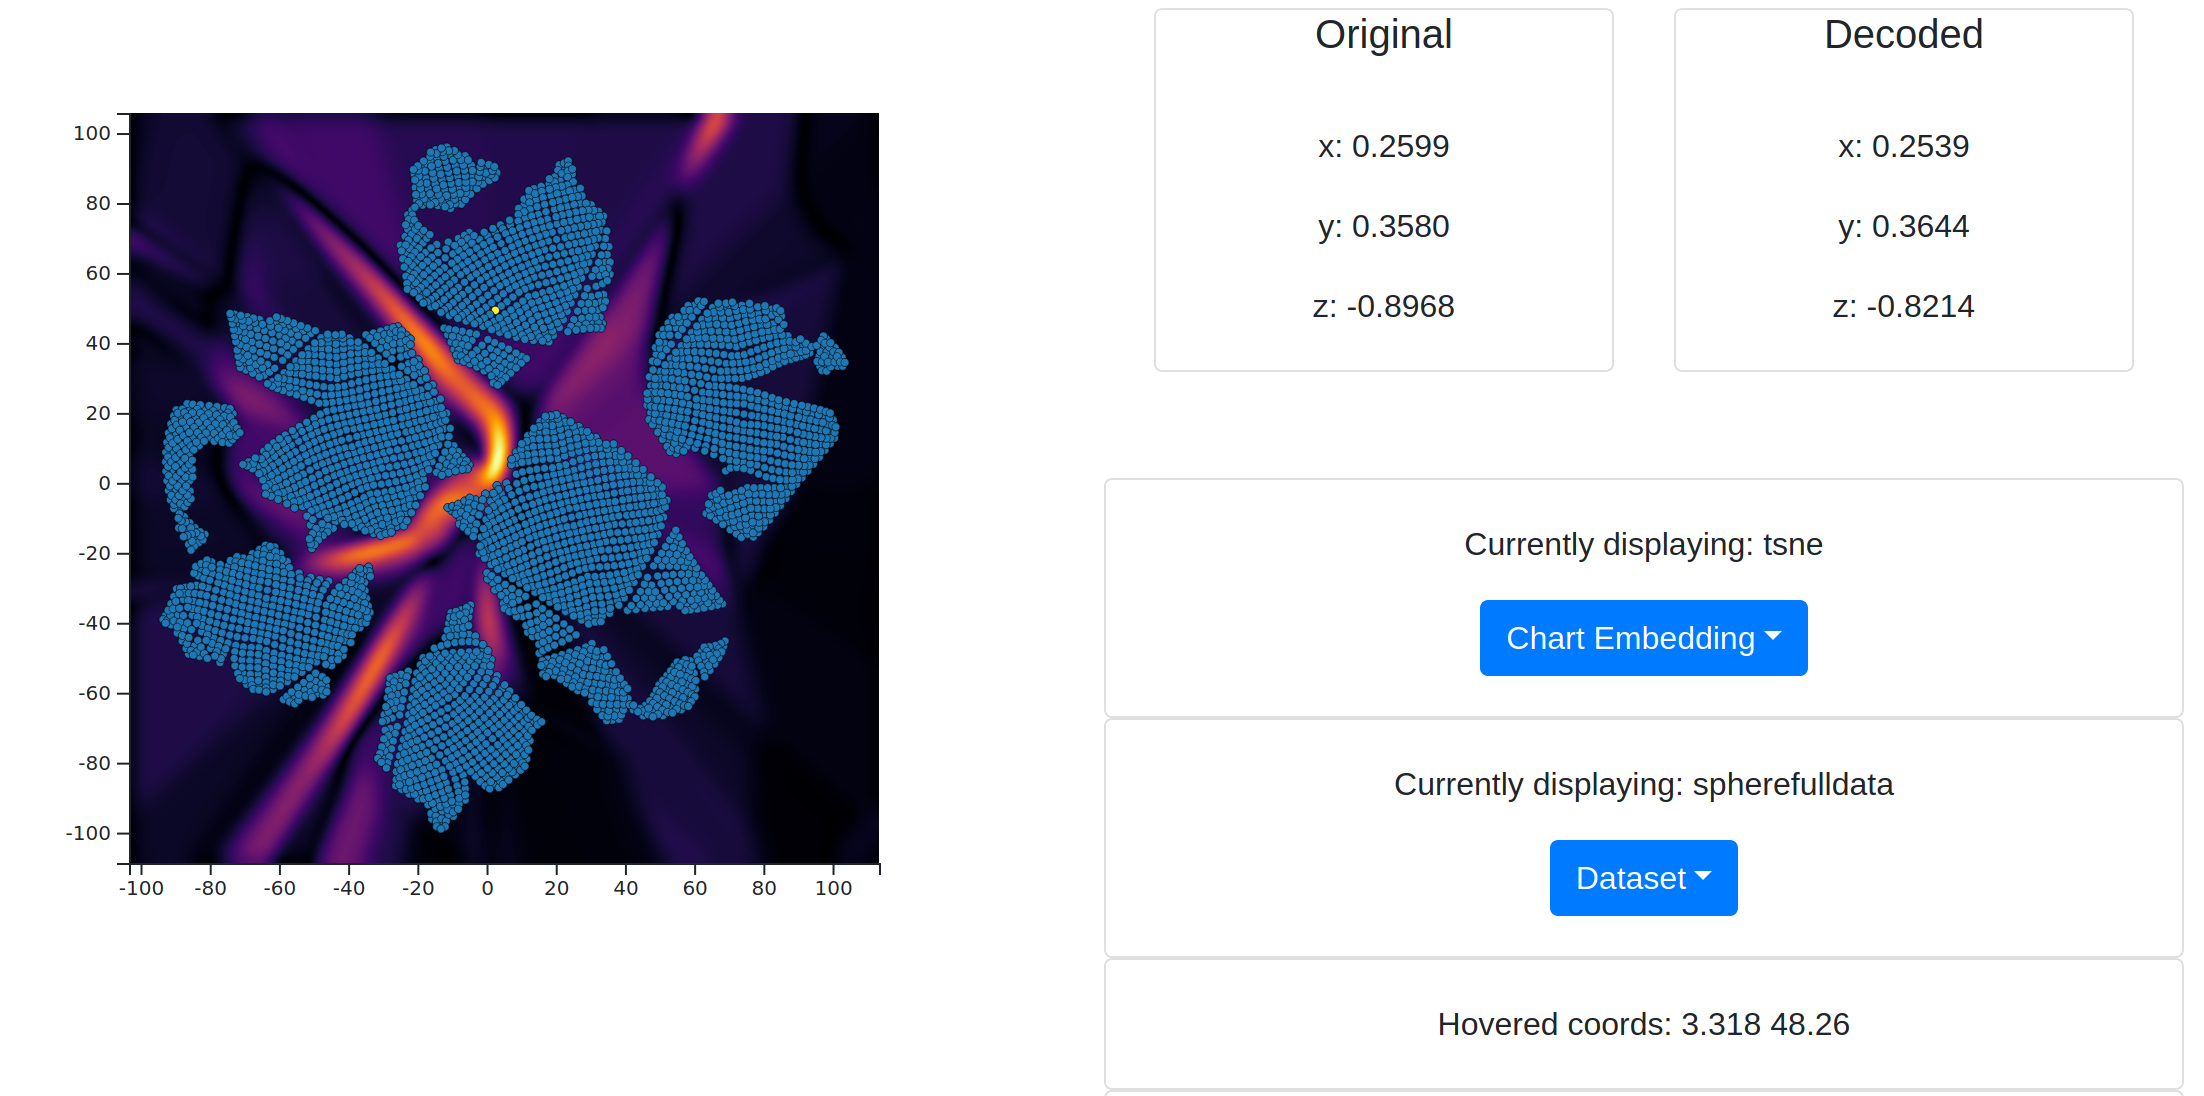 100
80
60
40
20
0
-20
-40
-60
-80
-100
-100 -80 -60 -40 -20 0 20 40 60 80 100
Original
x: 0.2599
y: 0.3580
z: -0.8968
Decoded
x: 0.2539
y: 0.3644
z: -0.8214
Currently displaying: tsne
Chart Embedding
Currently displaying: spherefulldata
Dataset
Hovered coords: 3.318 48.26